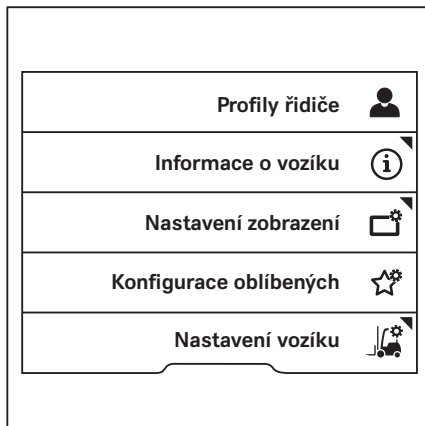 Profily řidiče
Informace o vozíku
Nastavení zobrazení
Konfigurace oblíbených
Nastavení vozíku